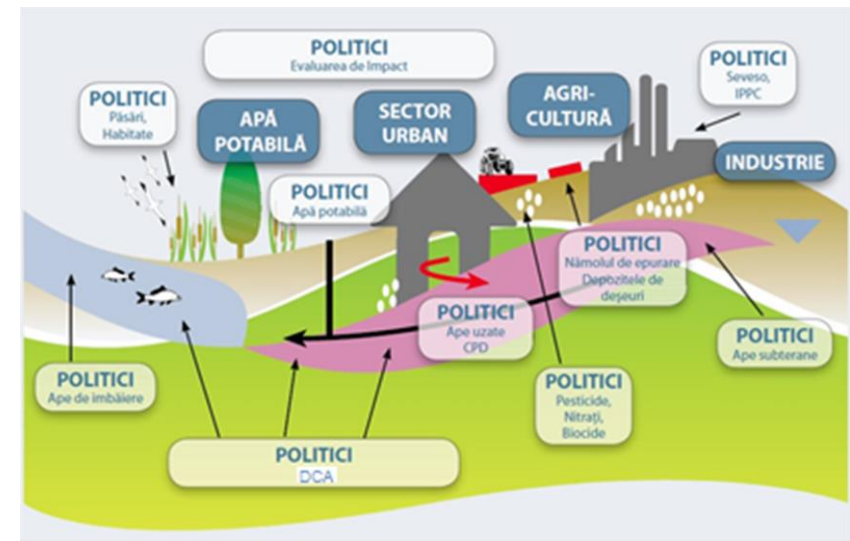 POLITICI
Evaluarea de Impact
POLITICI
Păsări,
Habitate
APĂ
POTABILĂ
SECTOR
URBAN
AGRI-
CULTURĂ
POLITICI
Seveso,
IPPC
INDUSTRIE
POLITICI
Apă potabilă
POLITICI
Nămolul de epurare
Depozitele de
deșeuri
POLITICI
Ape uzate
CPD
POLITICI
Ape subterane
POLITICI
Ape de îmbăiere
POLITICI
Pesticide,
Nitrați,
Biocide
POLITICI
DCA